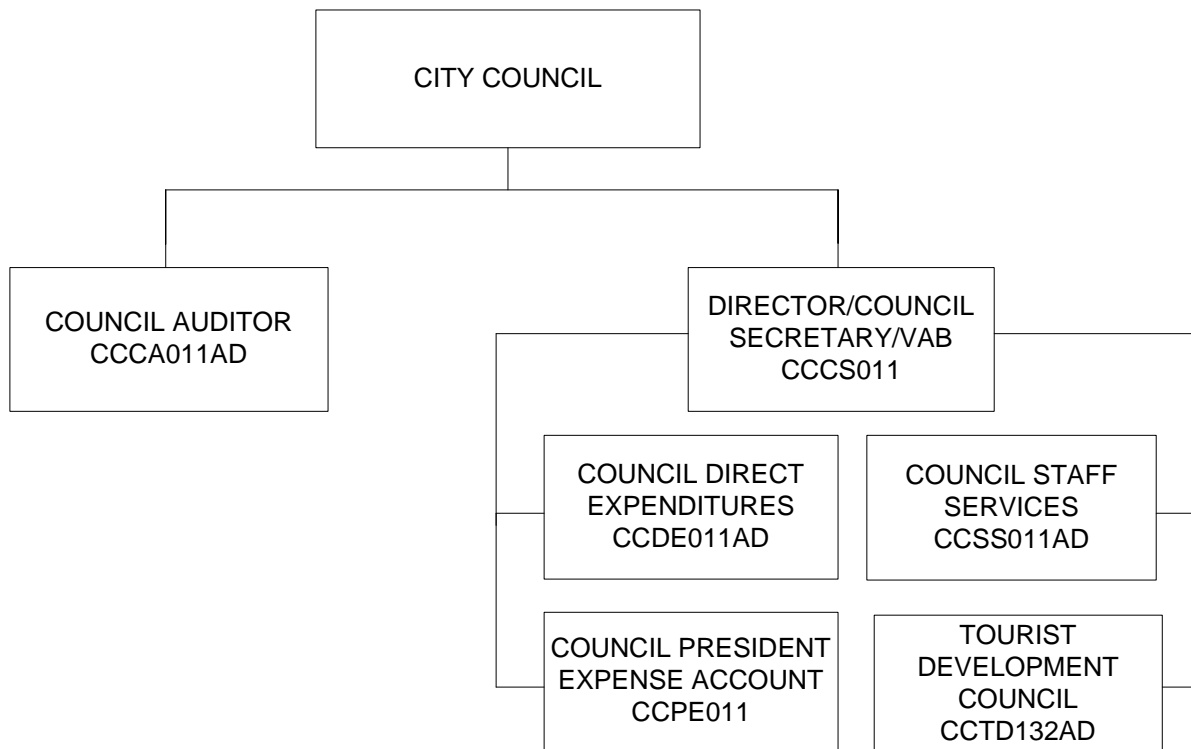 CITY COUNCIL
COUNCIL AUDITOR
CCCA011AD
DIRECTOR/COUNCIL
SECRETARY/VAB
CCCS011
COUNCIL DIRECT
EXPENDITURES
CCDE011AD
COUNCIL STAFF
SERVICES
CCSS011AD
COUNCIL PRESIDENT
EXPENSE ACCOUNT
CCPE011
TOURIST
DEVELOPMENT
COUNCIL
CCTD132AD